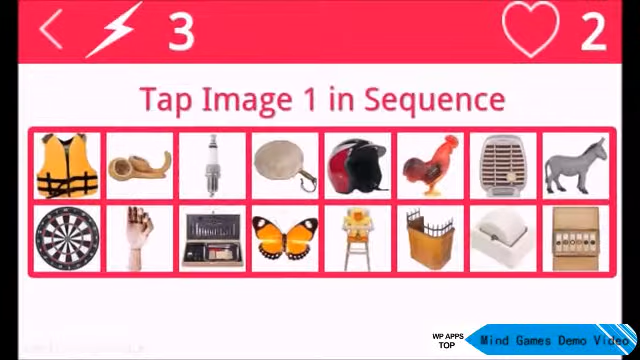 3
2
Tap Image 1 in Sequence
WP APPS
TOP
Mind Games Demo Video